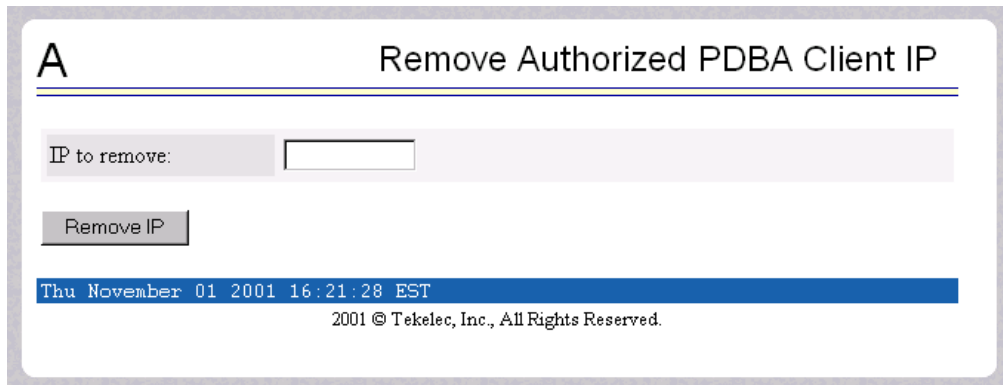 A
Remove Authorized PDBA Client IP
IP to remove:
Remove IP
Thu November 01 2001 16:21:28 EST
2001 © Tekelec, Inc., All Rights Reserved.